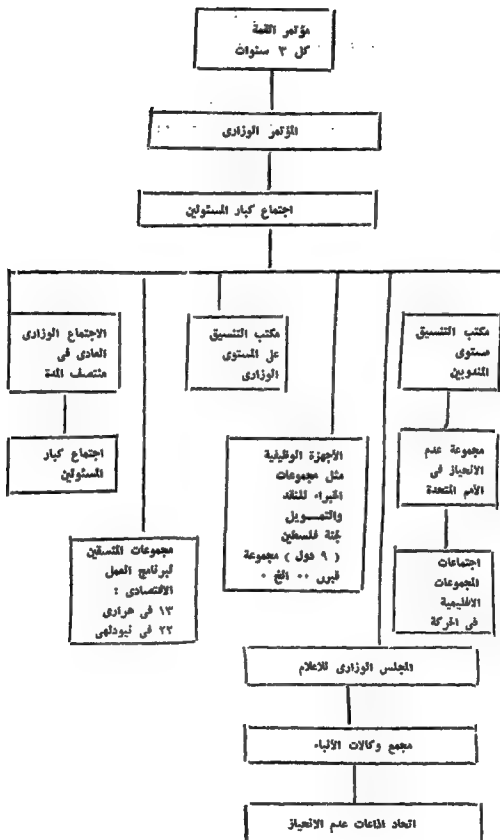 مؤتمر القمة
كل ٣ سنوات
المؤتمر الوزارى
اجتماع كبار المسئولين
مكتب التنسيق
مستوى
المندوبين
مجموعة عدم
الانحياز فى
الأمم المتحدة
اجتماعات
المجموعات
الاقليمية
فى الحركة
الأجهزة الوظيفية
مثل مجموعات
الخبراء للنقد
والتمويل
لجنة فلسطين
( ٩ دول ) مجموعة
قبرص ٠٠ الخ ٠
مكتب التنسيق
على المستوى
الوزارى
مجموعات المنسقين
لبرنامج العمل
الاقتصادى :
١٣ فى هرارى
٢٢ فى نيودلهى
الاجتماع الوزارى
العادى فى
منتصف المدة
اجتماع كبار
المسئولين
المجلس الوزارى للاعلام
مجمع وكالات الأنباء
اتحاد اذاعات عدم الانحياز